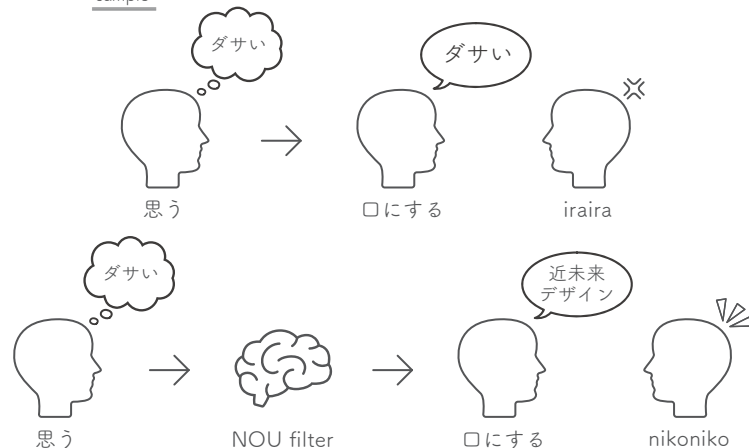 sample
ダサい
ダサい
思う
口にする
iraira
ダサい
近未来
デザイン
思う
NOU filter
口にする
nikoniko